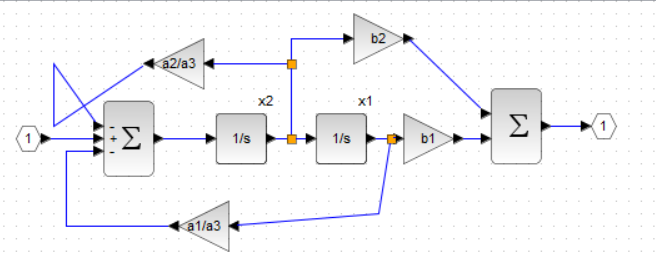 b2
a2/a3
x2 x1
1 - + - Σ 1/s 1/s b1 Σ 1
a1/a3